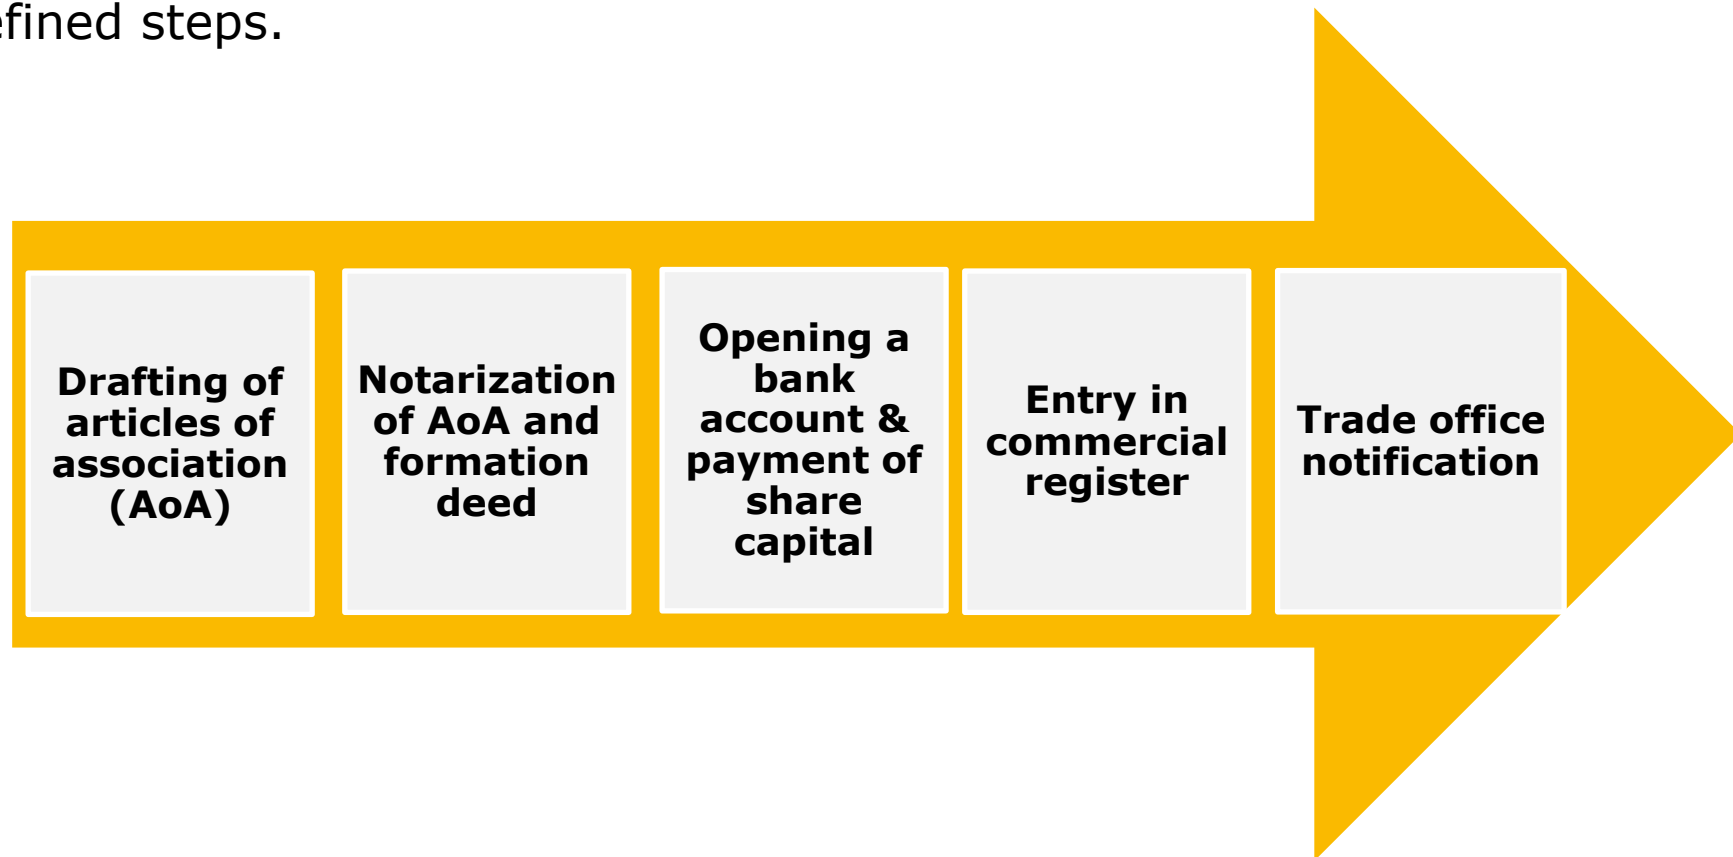 efined steps.
Drafting of
articles of
association
(AoA)
Notarization
of AoA and
formation
deed
Opening a
bank
account &
payment of
share
capital
Entry in
commercial
register
Trade office
notification